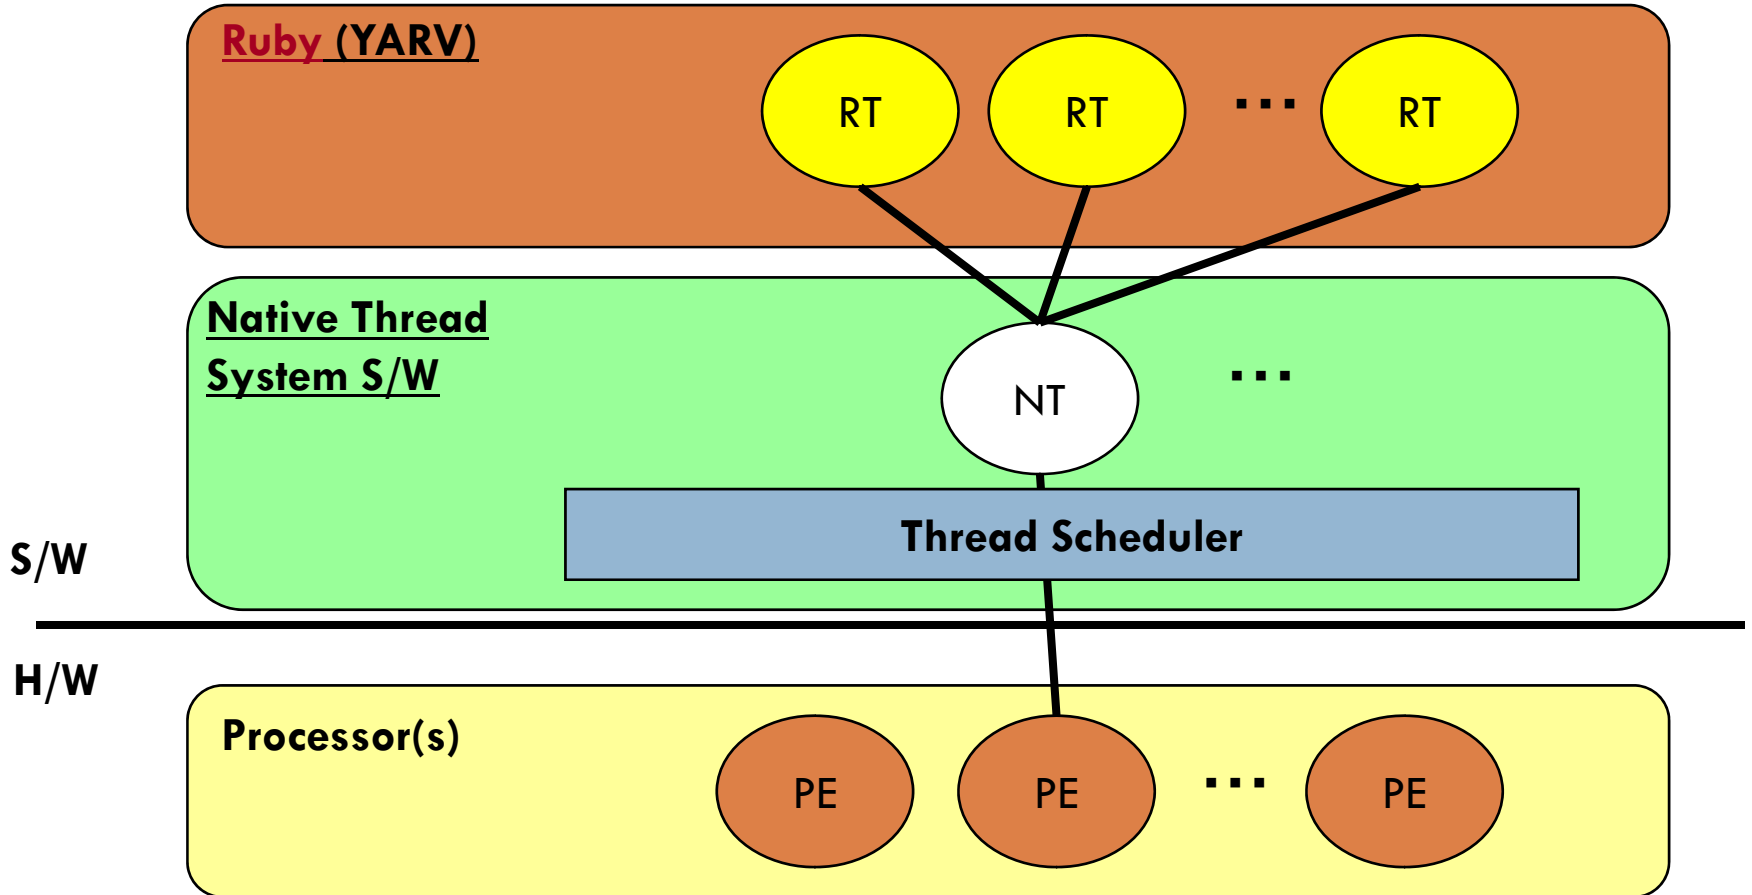 Ruby (YARV)
RT RT ... RT
Native Thread
System S/W
NT ...
Thread Scheduler
S/W
H/W
Processor(s)
PE PE ... PE